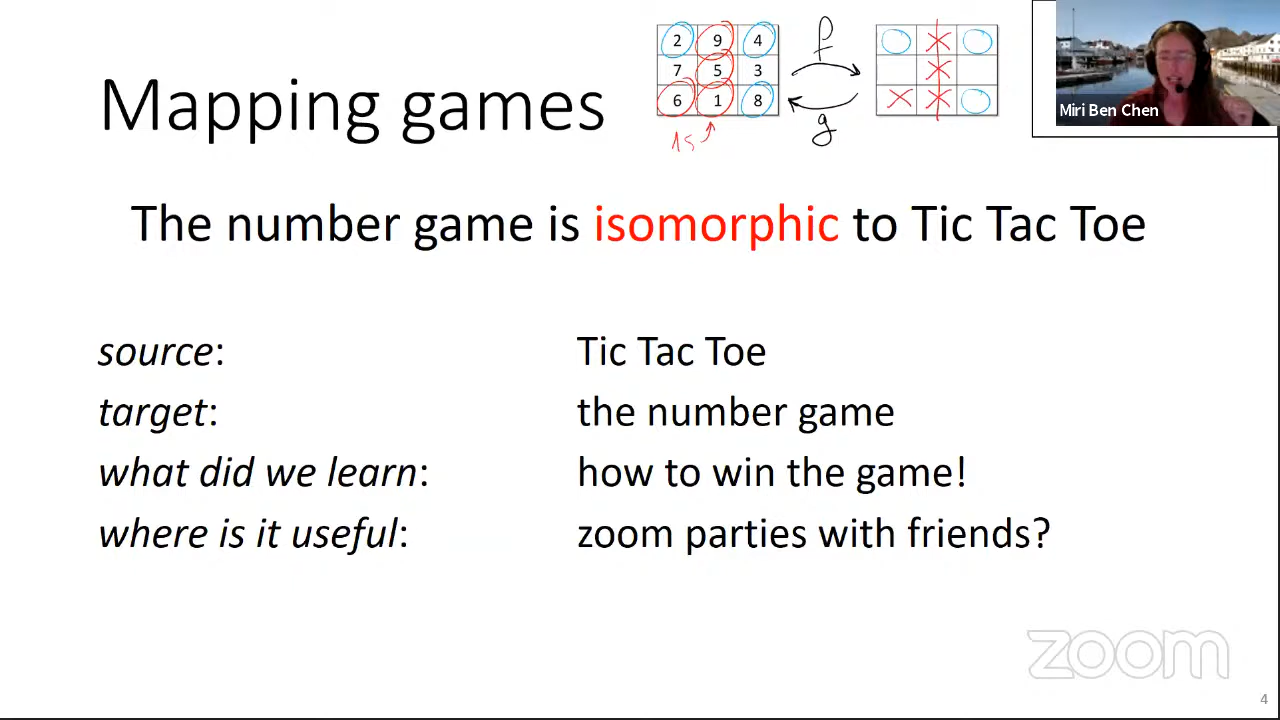 2 9 4
7 5 3
6 1 8
15
f
g
Miri Ben Chen
Mapping games
The number game is isomorphic to Tic Tac Toe
source: Tic Tac Toe
target: the number game
what did we learn: how to win the game!
where is it useful: zoom parties with friends?
zoom
4